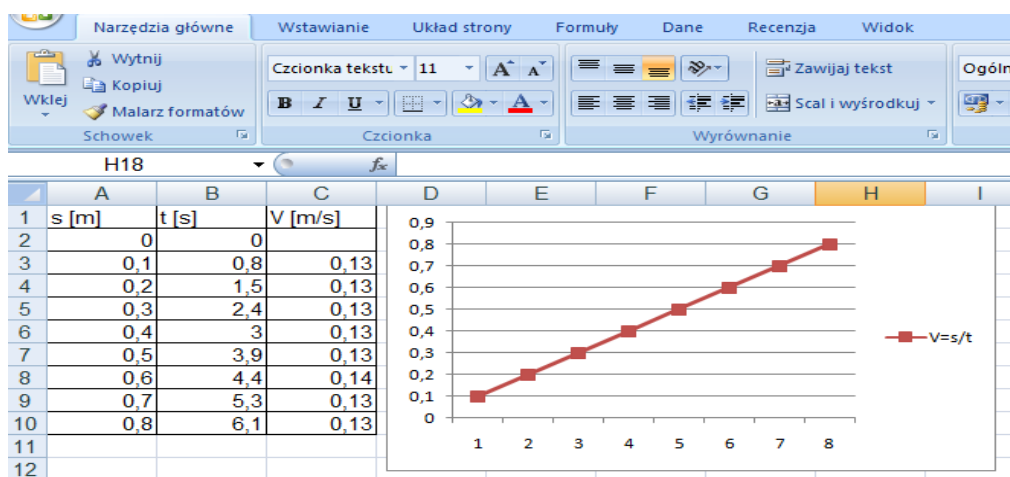 Narzędzia główne Wstawianie Układ strony Formuły Dane Recenzja Widok
Wklej
Wytnij
Kopiuj
Malarz formatów
Schowek
Czcionka tekstu 11 A A
B I U A
Czcionka
Zawijaj tekst
Scal i wyśrodkuj
Wyrównanie
Ogóln
H18 fx
A B C D E F G H I
1 s [m] t [s] V [m/s]
2 0 0
3 0,1 0,8 0,13
4 0,2 1,5 0,13
5 0,3 2,4 0,13
6 0,4 3 0,13
7 0,5 3,9 0,13
8 0,6 4,4 0,14
9 0,7 5,3 0,13
10 0,8 6,1 0,13
11
12
0,9
0,8
0,7
0,6
0,5
0,4
0,3
0,2
0,1
0
1 2 3 4 5 6 7 8
V=s/t